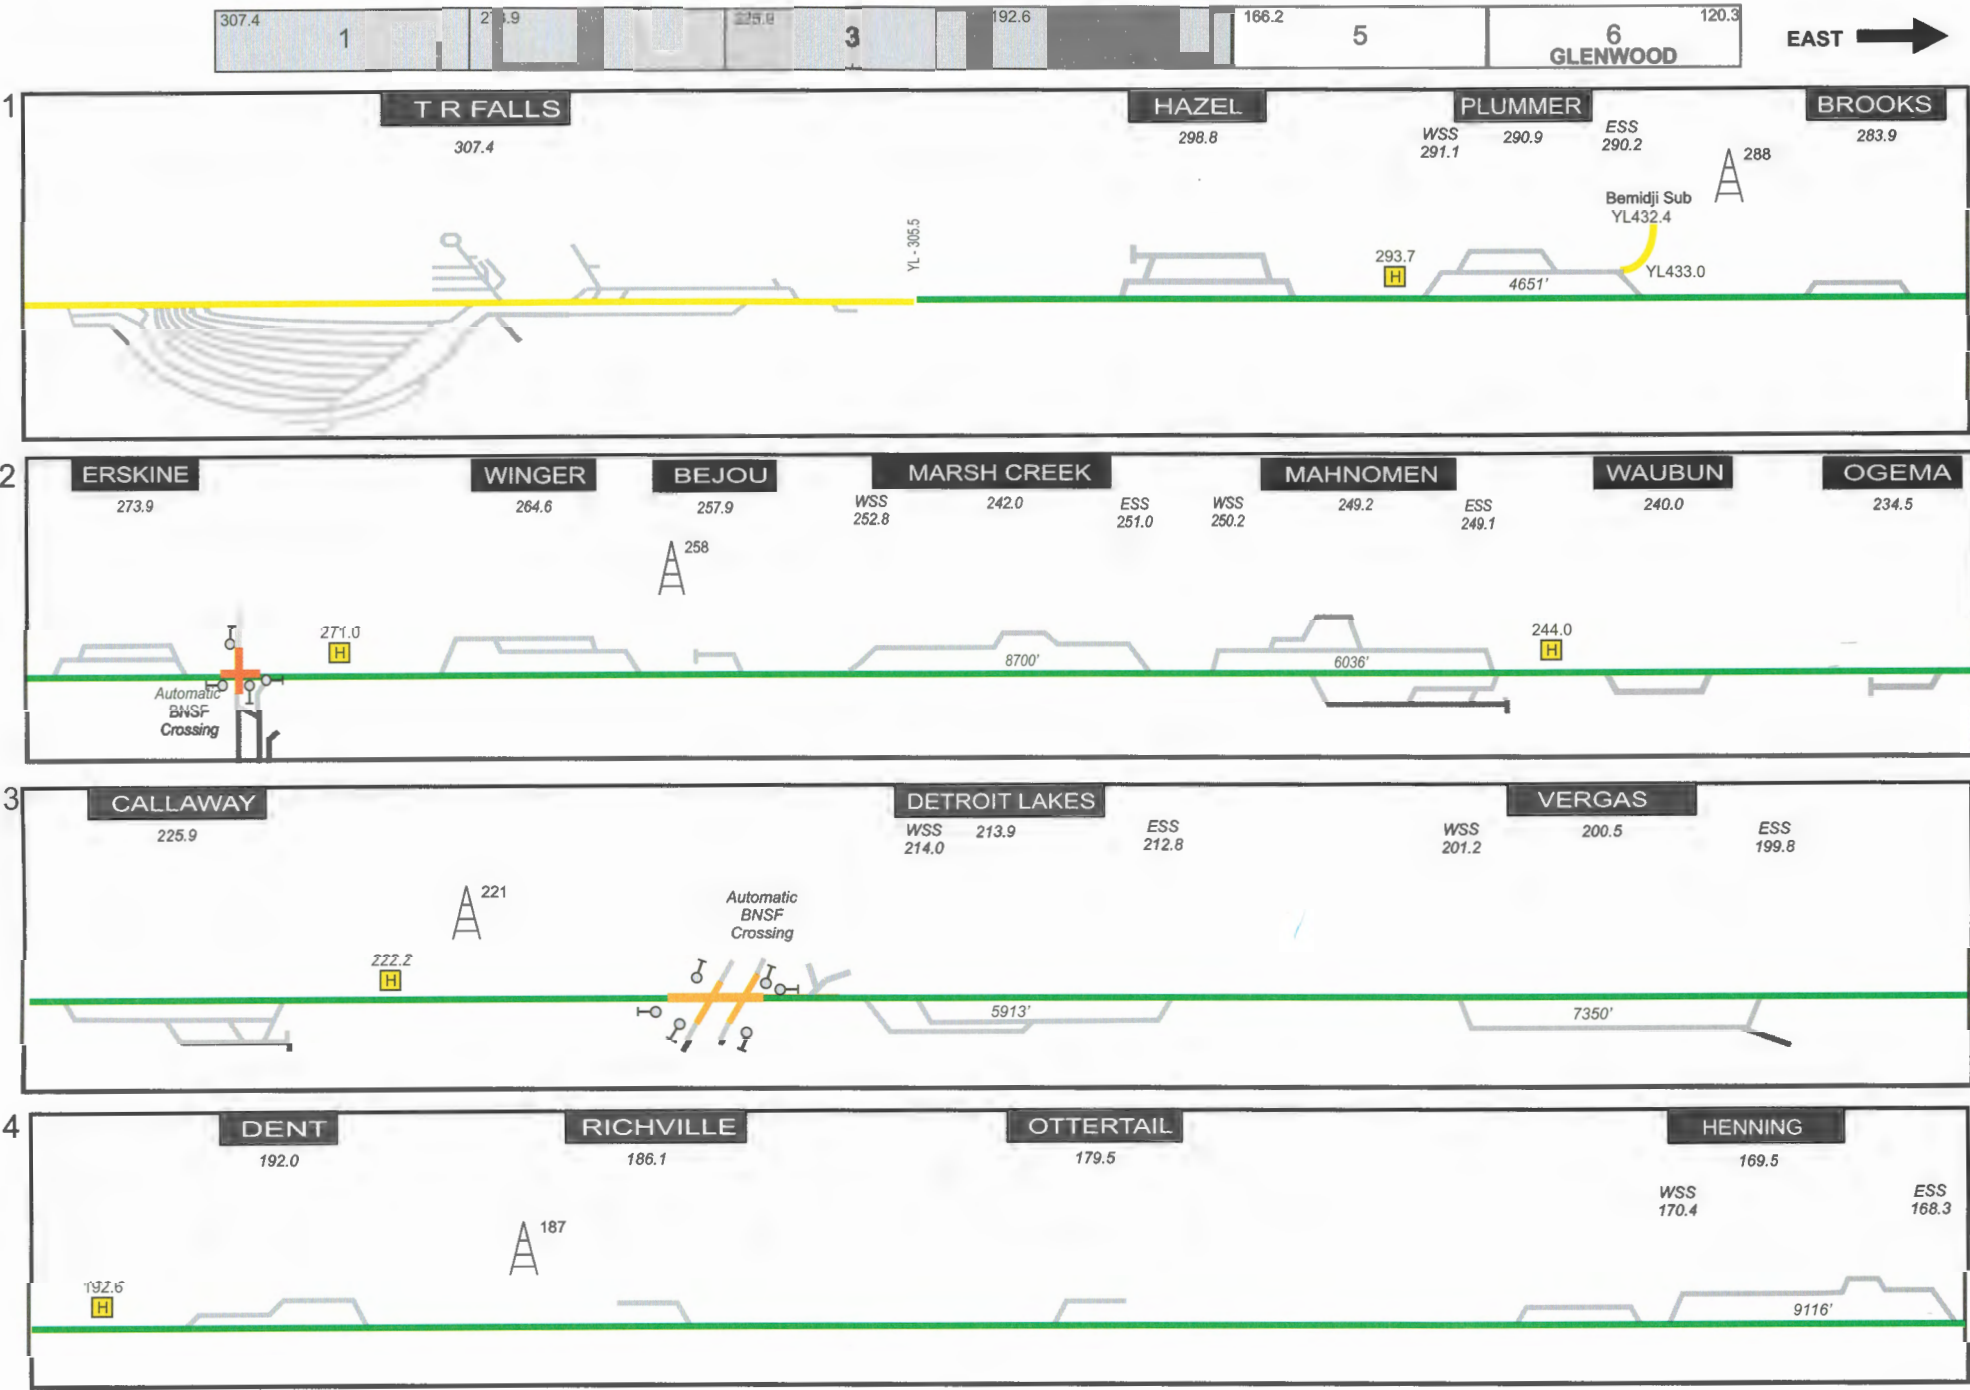 307.4
1
225.9
3
192.6
166.2
5
6
GLENWOOD
120.3
EAST
1
T R FALLS
307.4
HAZEL
298.8
PLUMMER
290.9
WSS
291.1
ESS
290.2
BROOKS
283.9
288
Bemidji Sub
YL432.4
YL433.0
YL - 305.5
293.7
H
4651'
2
ERSKINE
273.9
WINGER
264.6
BEJOU
257.9
MARSH CREEK
242.0
WSS
252.8
ESS
251.0
MAHNOMEN
249.2
WSS
250.2
ESS
249.1
WAUBUN
240.0
OGEMA
234.5
258
271.0
H
Automatic
BNSF
Crossing
8700'
6036'
244.0
H
3
CALLAWAY
225.9
DETROIT LAKES
213.9
WSS
214.0
ESS
212.8
VERGAS
200.5
WSS
201.2
ESS
199.8
221
222.2
H
Automatic
BNSF
Crossing
5913'
7350'
4
DENT
192.0
RICHVILLE
186.1
OTTERTAIL
179.5
HENNING
169.5
WSS
170.4
ESS
168.3
187
192.6
H
9116'